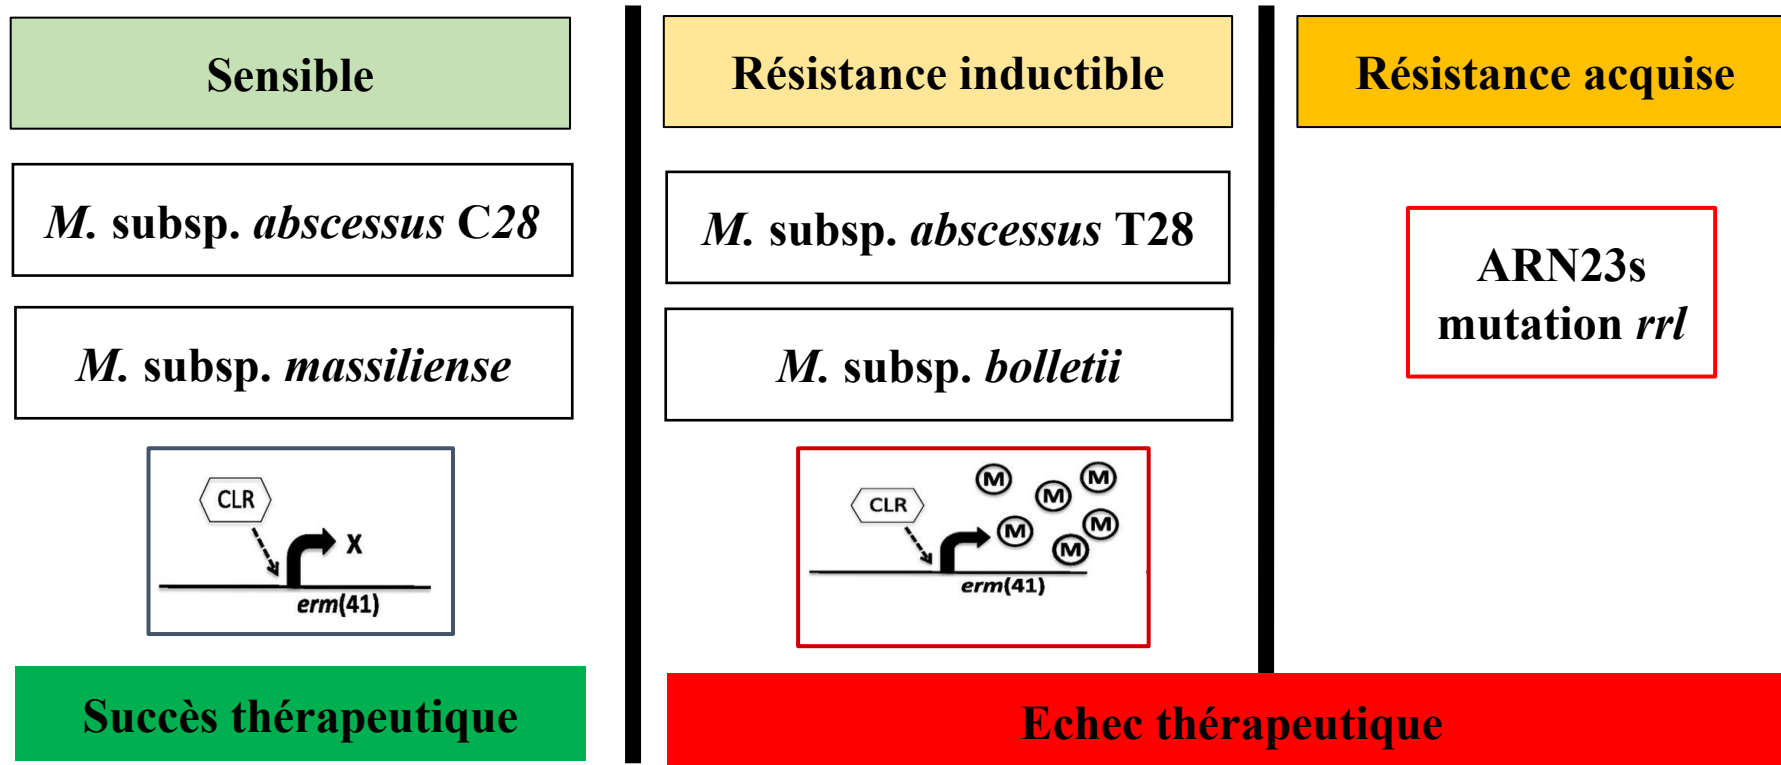 Sensible
M. subsp. abscessus C28
M. subsp. massiliense
CLR
X
erm(41)
Succès thérapeutique
Résistance inductible
M. subsp. abscessus T28
M. subsp. bolletii
M
M
M
CLR
M
M
M
erm(41)
Résistance acquise
ARN23s
mutation rrl
Echec thérapeutique